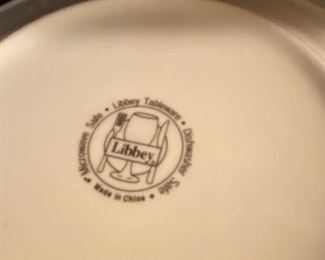 • Microwave Safe • Libbey Tableware • Dishwasher Safe •
Libbey
Made in China